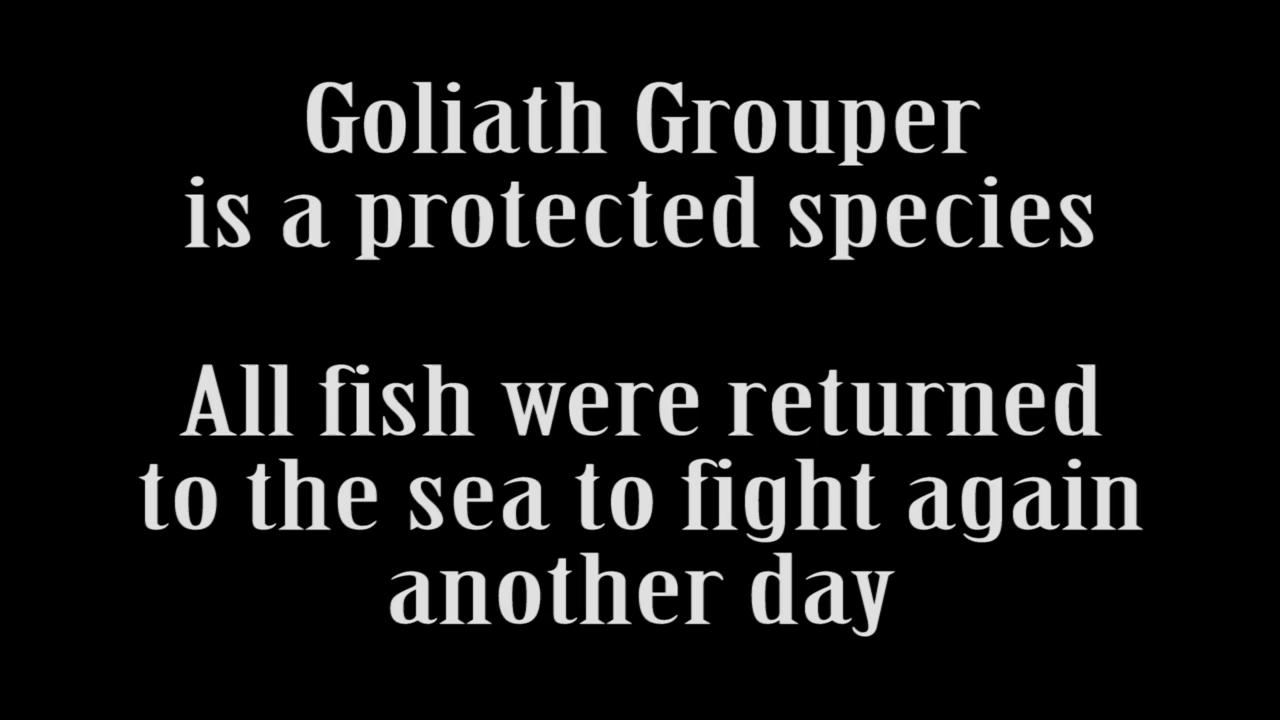 Goliath Grouper
is a protected species
All fish were returned
to the sea to fight again
another day